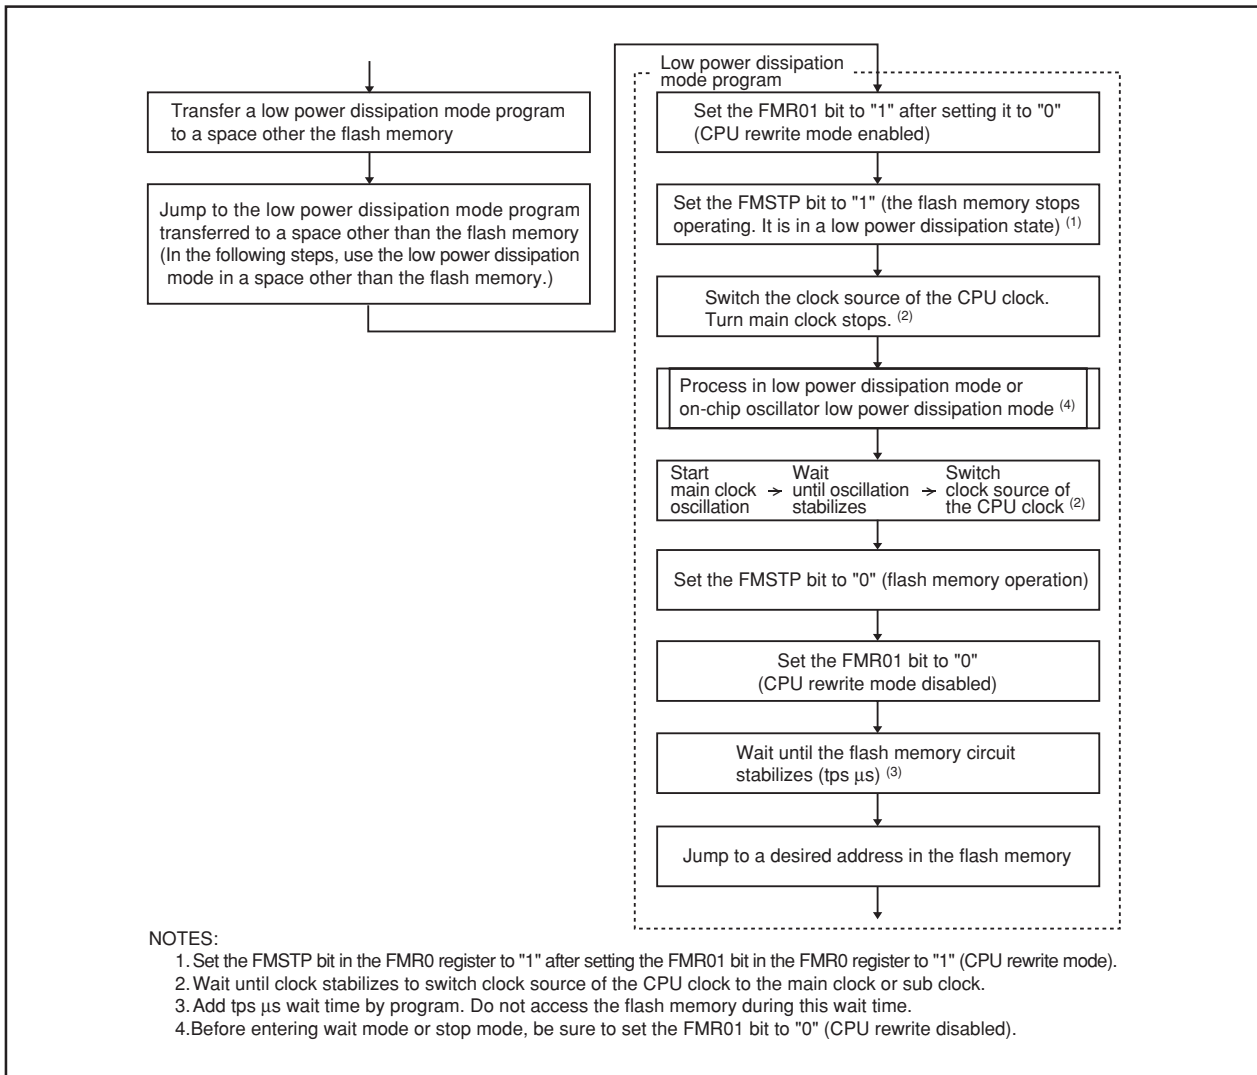 Transfer a low power dissipation mode program
to a space other the flash memory
Jump to the low power dissipation mode program
transferred to a space other than the flash memory
(In the following steps, use the low power dissipation
mode in a space other than the flash memory.)
Low power dissipation
mode program
Set the FMR01 bit to "1" after setting it to "0"
(CPU rewrite mode enabled)
Set the FMSTP bit to "1" (the flash memory stops
operating. It is in a low power dissipation state) (1)
Switch the clock source of the CPU clock.
Turn main clock stops. (2)
Process in low power dissipation mode or
on-chip oscillator low power dissipation mode (4)
Start
main clock
oscillation
Wait
until oscillation
stabilizes
Switch
clock source of
the CPU clock (2)
Set the FMSTP bit to "0" (flash memory operation)
Set the FMR01 bit to "0"
(CPU rewrite mode disabled)
Wait until the flash memory circuit
stabilizes (tps μs) (3)
Jump to a desired address in the flash memory
NOTES:
1. Set the FMSTP bit in the FMR0 register to "1" after setting the FMR01 bit in the FMR0 register to "1" (CPU rewrite mode).
2. Wait until clock stabilizes to switch clock source of the CPU clock to the main clock or sub clock.
3. Add tps μs wait time by program. Do not access the flash memory during this wait time.
4.Before entering wait mode or stop mode, be sure to set the FMR01 bit to "0" (CPU rewrite disabled).